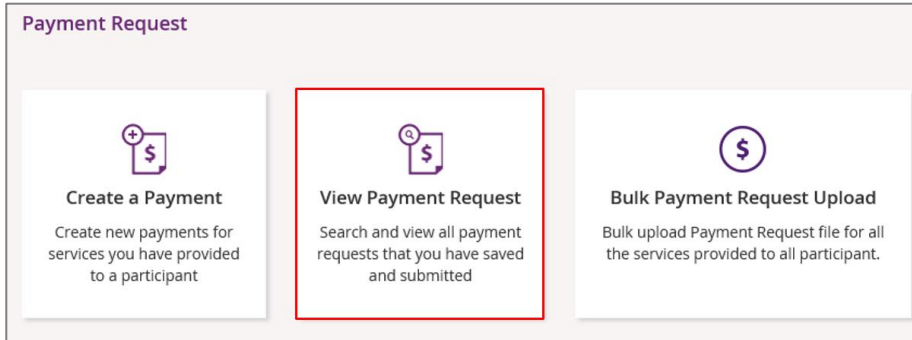 Payment Request
$
Create a Payment
Create new payments for
services you have provided
to a participant
$
View Payment Request
Search and view all payment
requests that you have saved
and submitted
$
Bulk Payment Request Upload
Bulk upload Payment Request file for all
the services provided to all participant.